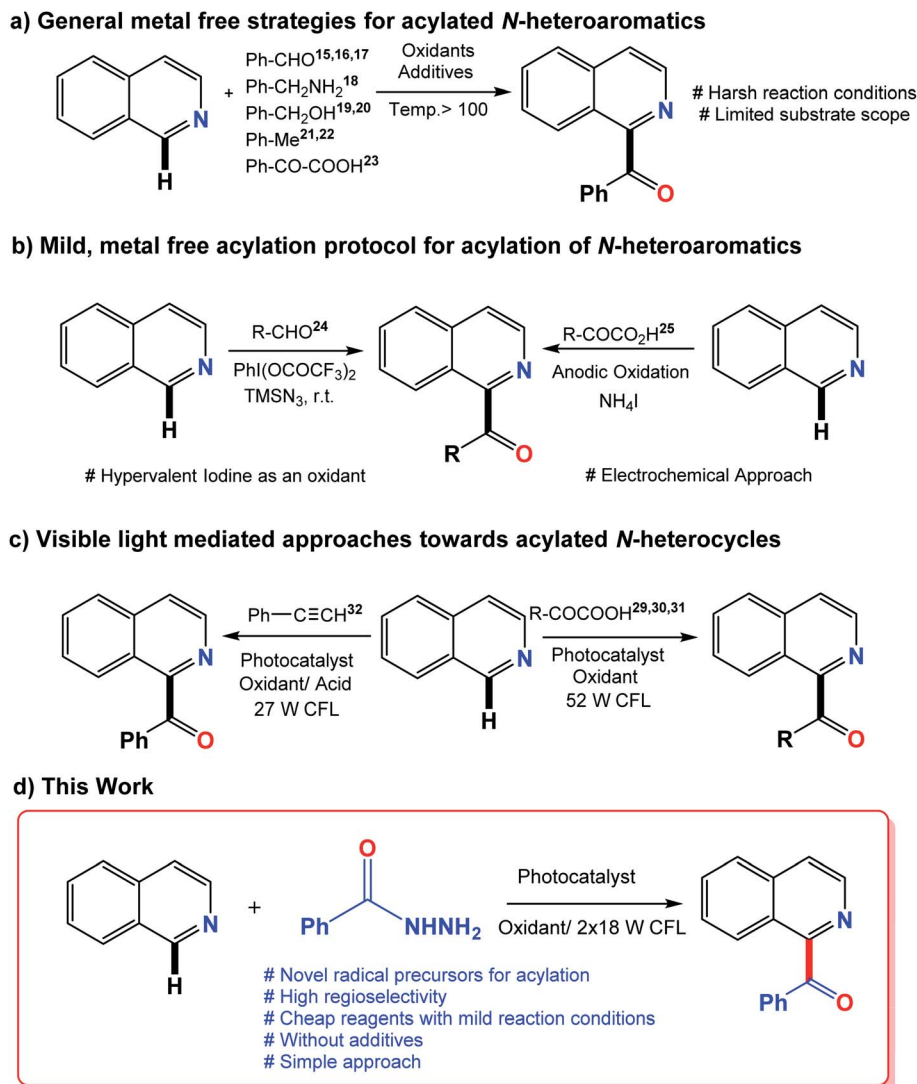 a) General metal free strategies for acylated N-heteroaromatics
N
H
+
Ph-CHO15,16,17
Ph-CH2NH2 18
Ph-CH2OH19,20
Ph-Me21,22
Ph-CO-COOH23
Oxidants
Additives
Temp.> 100
N
Ph
O
# Harsh reaction conditions
# Limited substrate scope
b) Mild, metal free acylation protocol for acylation of N-heteroaromatics
N
H
R-CHO24
PhI(OCOCF3)2
TMSN3, r.t.
N
R
O
R-COCO2H25
Anodic Oxidation
NH4I
N
H
# Hypervalent Iodine as an oxidant
# Electrochemical Approach
c) Visible light mediated approaches towards acylated N-heterocycles
N
Ph
O
Ph—C≡CH32
Photocatalyst
Oxidant/ Acid
27 W CFL
N
H
R-COCOOH29,30,31
Photocatalyst
Oxidant
52 W CFL
N
R
O
d) This Work
N
H
+
O
Ph
NHNH2
Photocatalyst
Oxidant/ 2x18 W CFL
N
Ph
O
# Novel radical precursors for acylation
# High regioselectivity
# Cheap reagents with mild reaction conditions
# Without additives
# Simple approach